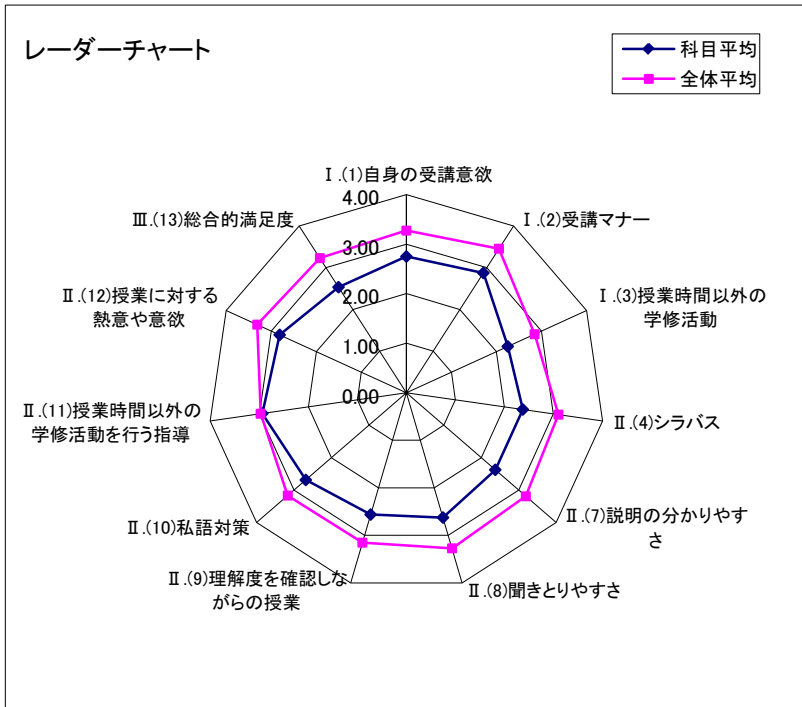 レーダーチャート
科目平均
全体平均
Ⅰ.(1)自身の受講意欲
Ⅰ.(2)受講マナー
Ⅰ.(3)授業時間以外の
学修活動
Ⅱ.(4)シラバス
Ⅱ.(7)説明の分かりやす
さ
Ⅱ.(8)聞きとりやすさ
Ⅱ.(9)理解度を確認しな
がらの授業
Ⅱ.(10)私語対策
Ⅱ.(11)授業時間以外の
学修活動を行う指導
Ⅱ.(12)授業に対する
熱意や意欲
Ⅲ.(13)総合的満足度
4.00
3.00
2.00
1.00
0.00